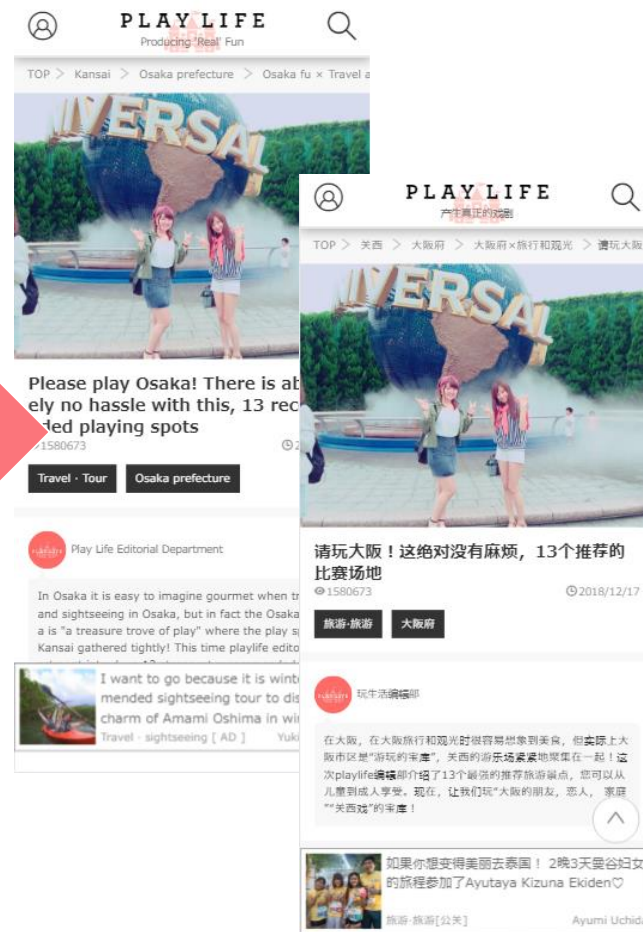 PLAY LIFE
Producing 'Real' Fun
TOP > Kansai > Osaka prefecture > Osaka fu × Travel a
UNIVERSAL
Please play Osaka! There is ab
ely no hassle with this, 13 rec
ded playing spots
1580673
Travel · Tour
Osaka prefecture
Play Life Editorial Department
In Osaka it is easy to imagine gourmet when tr
and sightseeing in Osaka, but in fact the Osaka
a is "a treasure trove of play" where the play s
Kansai gathered tightly! This time playlife edito
I want to go because it is wint
mended sightseeing tour to dis
charm of Amami Oshima in wi
Travel · sightseeing [ AD ] Yuki
PLAY LIFE
产生真正的戏剧
TOP > 关西 > 大阪府 > 大阪府×旅行和观光 > 请玩大阪
VERSAL
请玩大阪！这绝对没有麻烦，13个推荐的
比赛场地
1580673 2018/12/17
旅游·旅游
大阪府
玩生活编辑部
在大阪，在大阪旅行和观光时很容易想象到美食，但实际上大
阪市区是“游玩的宝库”，关西的游乐场紧紧地聚集在一起！这
次playlife编辑部介绍了13个最强的推荐旅游景点，您可以从
儿童到成人享受。现在，让我们玩“大阪的朋友，恋人， 家庭
“”关西戏”的宝库！
如果你想变得美丽去泰国！ 2晚3天曼谷妇女
的旅程参加了Ayutaya Kizuna Ekiden♡
旅游·旅游[公关] Ayumi Uchida